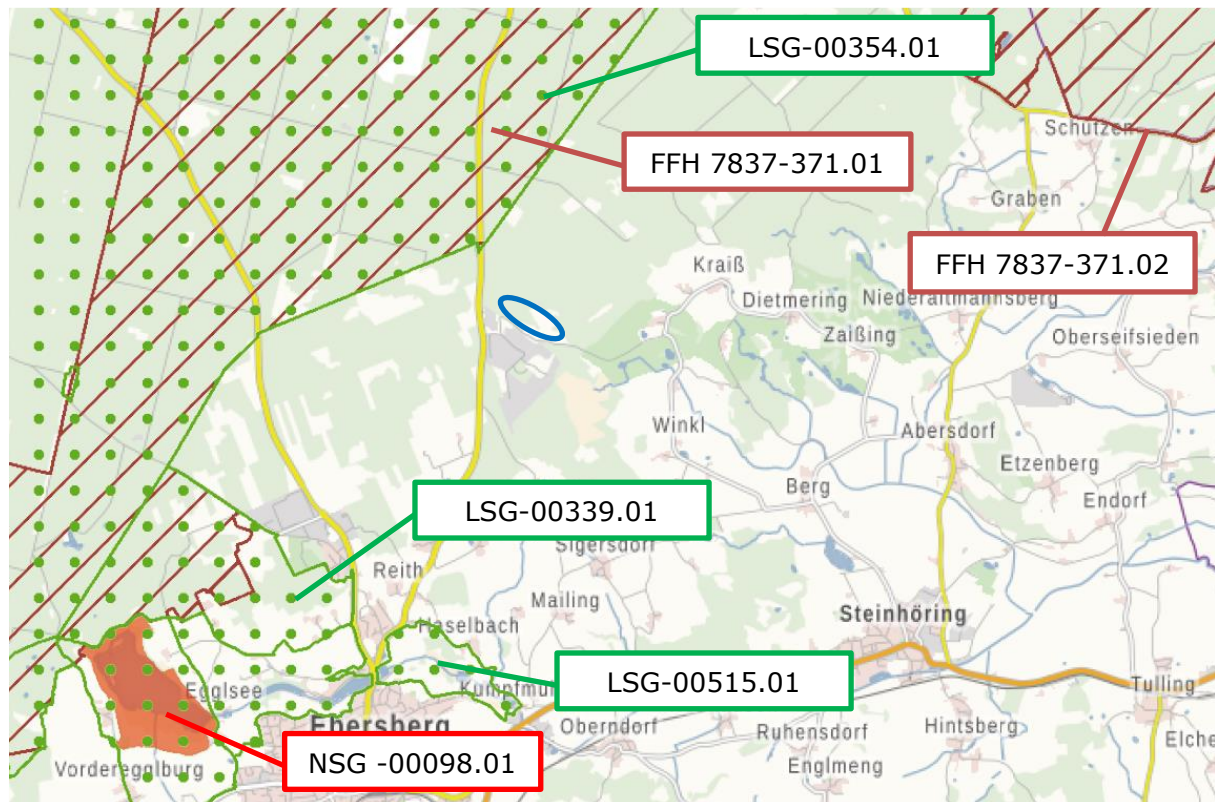 LSG-00354.01
Schützen
FFH 7837-371.01
Graben
FFH 7837-371.02
Kraiß
Dietmering
Niederaltmannsberg
Zaißing
Oberseifsieden
Winkl
Abersdorf
Etzenberg
Berg
Endorf
LSG-00339.01
Sigersdorf
Reith
Mailing
Steinhöring
Haselbach
LSG-00515.01
Egglsee
Kumpfmü
Tulling
Ebersberg
Oberndorf
Ruhensdorf
Hintsberg
Elche
NSG -00098.01
Vorderegglburg
Englmeng